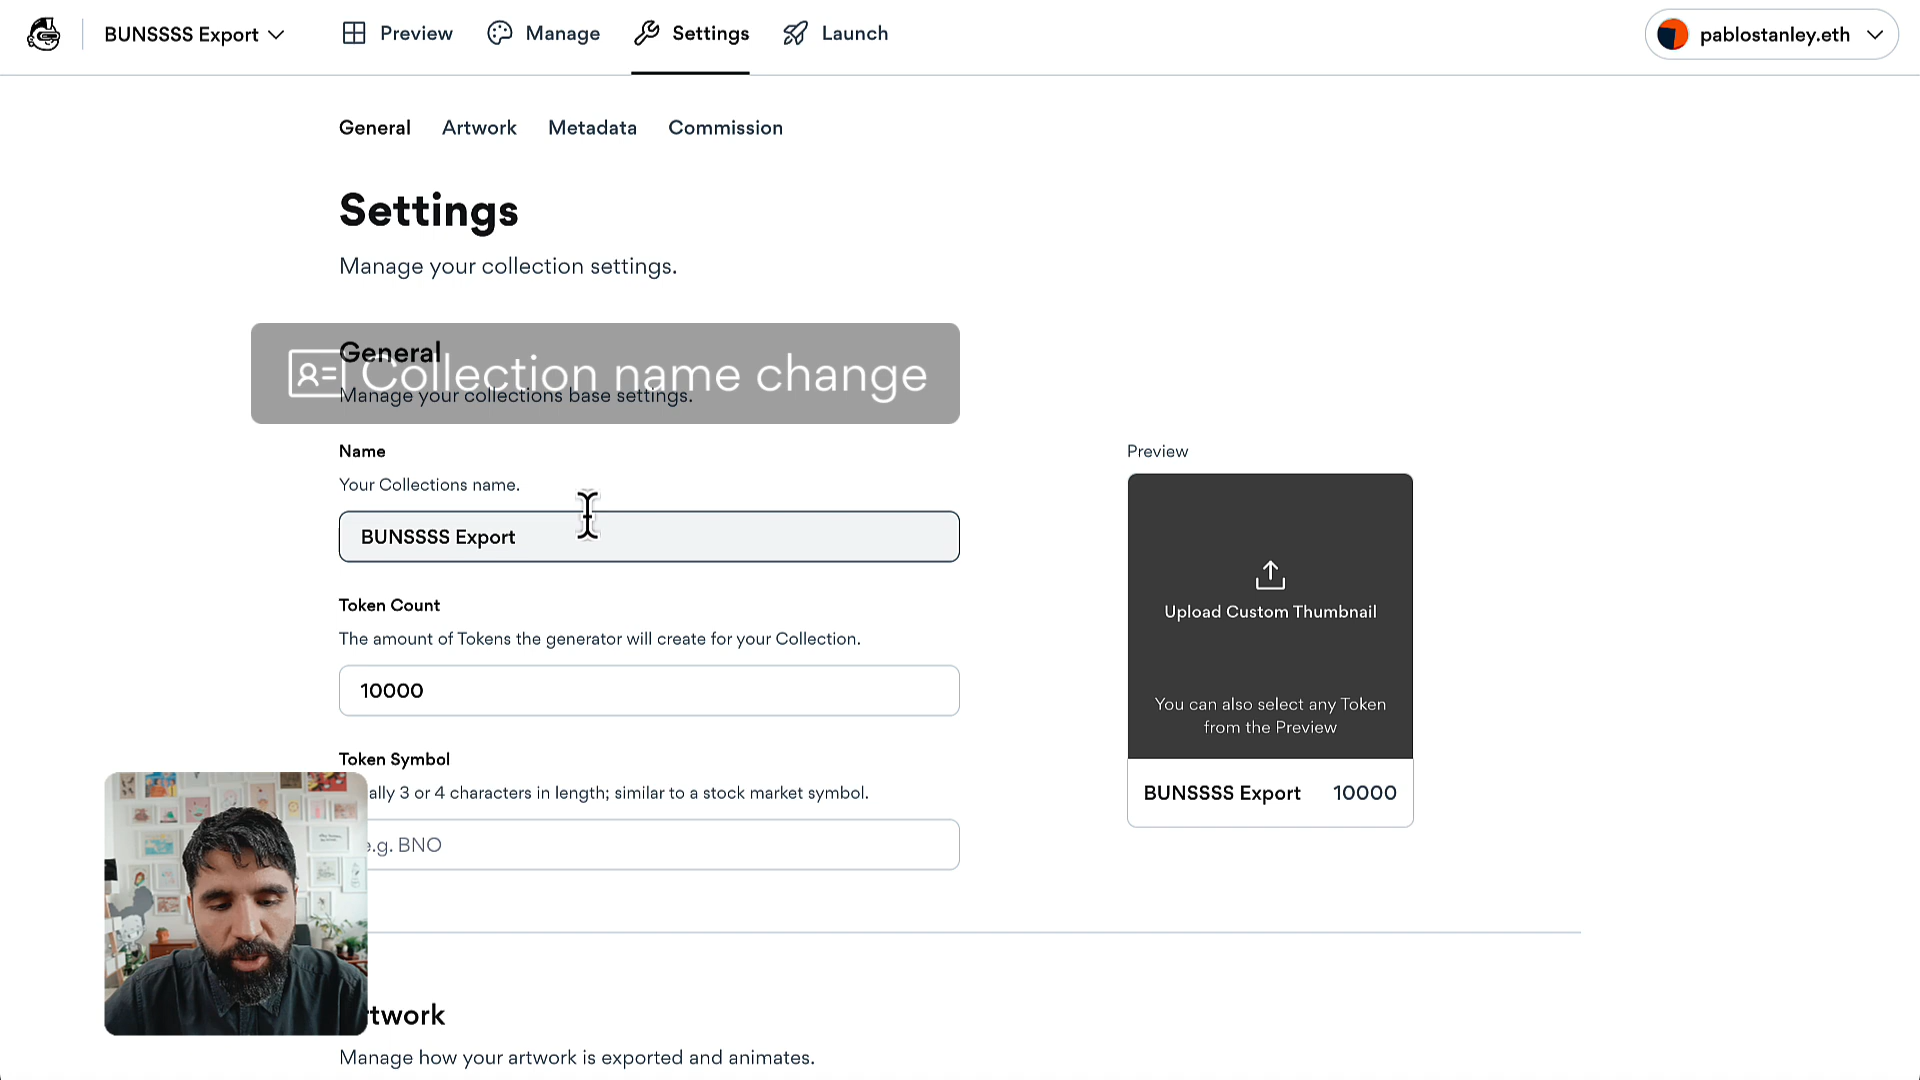 BUNSSSS Export
Preview
Manage
Settings
Launch
pablostanley.eth
General
Artwork
Metadata
Commission
Settings
Manage your collection settings.
General
Collection name change
Manage your collections base settings.
Name
Your Collections name.
BUNSSSS Export
Token Count
The amount of Tokens the generator will create for your Collection.
10000
Token Symbol
ally 3 or 4 characters in length; similar to a stock market symbol.
e.g. BNO
Preview
Upload Custom Thumbnail
You can also select any Token
from the Preview
BUNSSSS Export 10000
rtwork
Manage how your artwork is exported and animates.